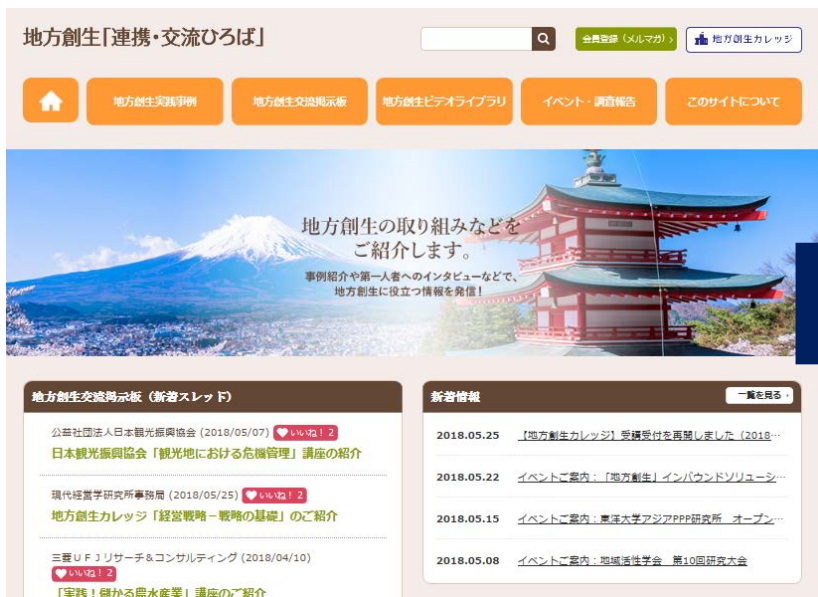 地方創生「連携・交流ひろば」
会員登録（メルマガ）›
地方創生カレッジ
地方創生実践事例
地方創生交流掲示板
地方創生ビデオライブラリ
イベント・調査報告
このサイトについて
地方創生の取り組みなどを
ご紹介します。
事例紹介や第一人者へのインタビューなどで、
地方創生に役立つ情報を発信！
地方創生交流掲示板（新着スレッド）
公益社団法人日本観光振興協会 (2018/05/07) いいね！ 2
日本観光振興協会「観光地における危機管理」講座の紹介
現代経営学研究所事務局 (2018/05/25) いいね！ 2
地方創生カレッジ「経営戦略－戦略の基礎」のご紹介
三菱ＵＦＪリサーチ&コンサルティング (2018/04/10)
いいね！ 2
「実践！儲かる農水産業」講座のご紹介
新着情報
一覧を見る ›
2018.05.25 【地方創生カレッジ】受講受付を再開しました（2018…
2018.05.22 イベントご案内：「地方創生」インバウンドソリューシ…
2018.05.15 イベントご案内：東洋大学アジアPPP研究所 オープン…
2018.05.08 イベントご案内：地域活性学会 第10回研究大会